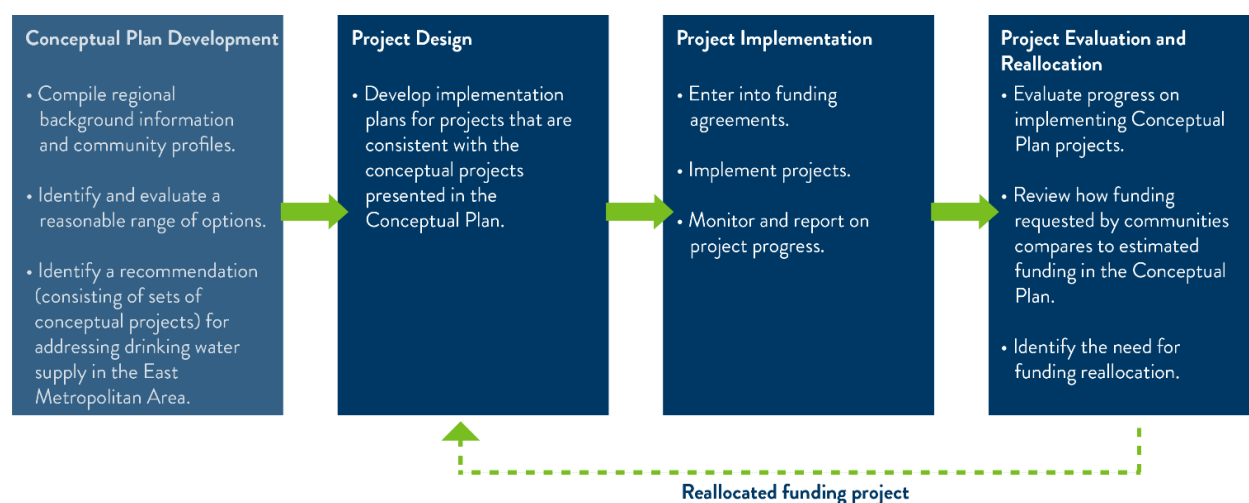 Conceptual Plan Development
• Compile regional
background information
and community profiles.
• Identify and evaluate a
reasonable range of options.
• Identify a recommendation
(consisting of sets of
conceptual projects) for
addressing drinking water
supply in the East
Metropolitan Area.
Project Design
• Develop implementation
plans for projects that are
consistent with the
conceptual projects
presented in the
Conceptual Plan.
Project Implementation
• Enter into funding
agreements.
• Implement projects.
• Monitor and report on
project progress.
Project Evaluation and
Reallocation
• Evaluate progress on
implementing Conceptual
Plan projects.
• Review how funding
requested by communities
compares to estimated
funding in the Conceptual
Plan.
• Identify the need for
funding reallocation.
Reallocated funding project